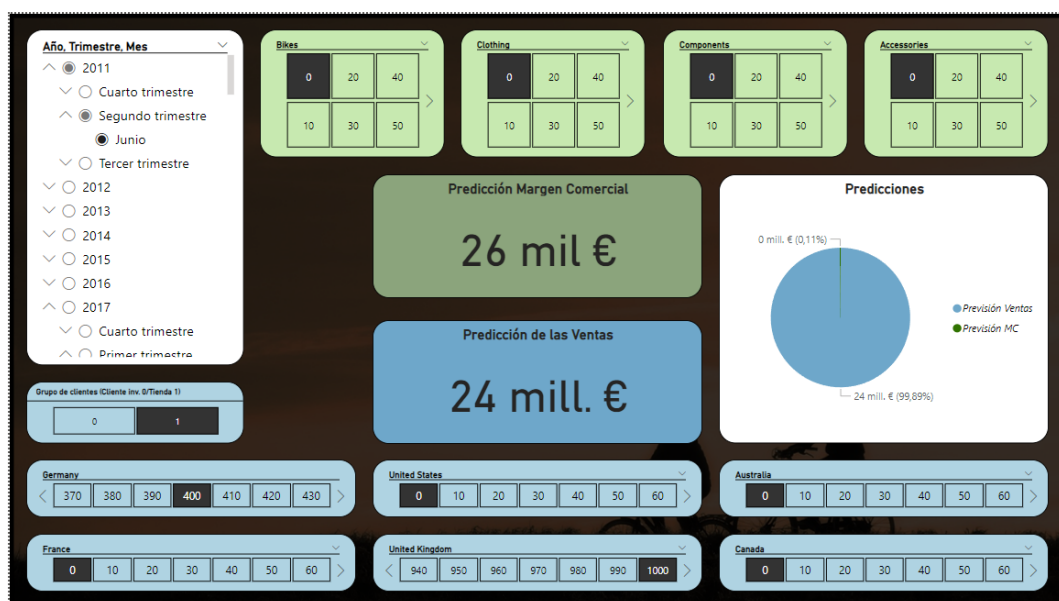 Año, Trimestre, Mes
2011
Cuarto trimestre
Segundo trimestre
Junio
Tercer trimestre
2012
2013
2014
2015
2016
2017
Cuarto trimestre
Primer trimestre
Bikes
0 20 40
10 30 50
Clothing
0 20 40
10 30 50
Components
0 20 40
10 30 50
Accessories
0 20 40
10 30 50
Predicción Margen Comercial
26 mil €
Predicción de las Ventas
24 mill. €
Predicciones
0 mill. € (0,11%)
Previsión Ventas
Previsión MC
24 mill. € (99,89%)
Grupo de clientes (Cliente inv. 0/Tienda 1)
0 1
Germany
370 380 390 400 410 420 430
United States
0 10 20 30 40 50 60
Australia
0 10 20 30 40 50 60
France
0 10 20 30 40 50 60
United Kingdom
940 950 960 970 980 990 1000
Canada
0 10 20 30 40 50 60